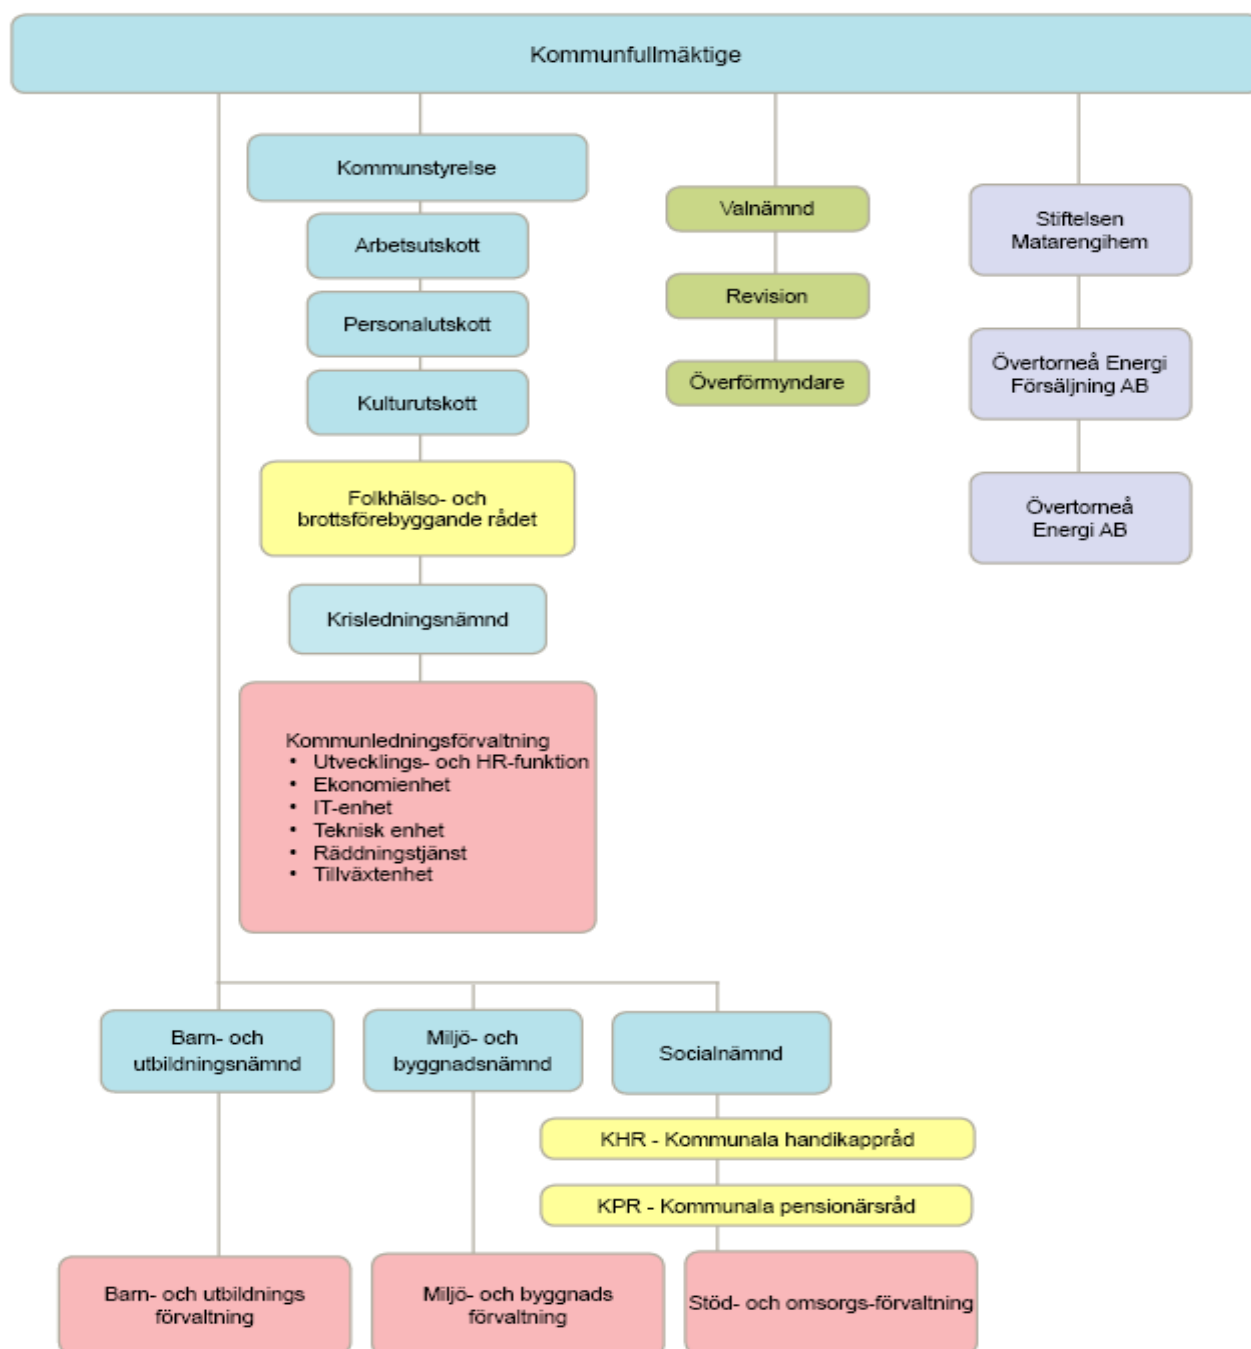 Kommunfullmäktige
Kommunstyrelse
Arbetsutskott
Personalutskott
Kulturutskott
Folkhälso- och
brottsförebyggande rådet
Krisledningsnämnd
Kommunledningsförvaltning
• Utvecklings- och HR-funktion
• Ekonomienhet
• IT-enhet
• Teknisk enhet
• Räddningstjänst
• Tillväxtenhet
Valnämnd
Revision
Överförmyndare
Stiftelsen
Matarengihem
Övertorneå Energi
Försäljning AB
Övertorneå
Energi AB
Barn- och
utbildningsnämnd
Miljö- och
byggnadsnämnd
Socialnämnd
KHR - Kommunala handikappråd
KPR - Kommunala pensionärsråd
Barn- och utbildnings
förvaltning
Miljö- och byggnads
förvaltning
Stöd- och omsorgs-förvaltning